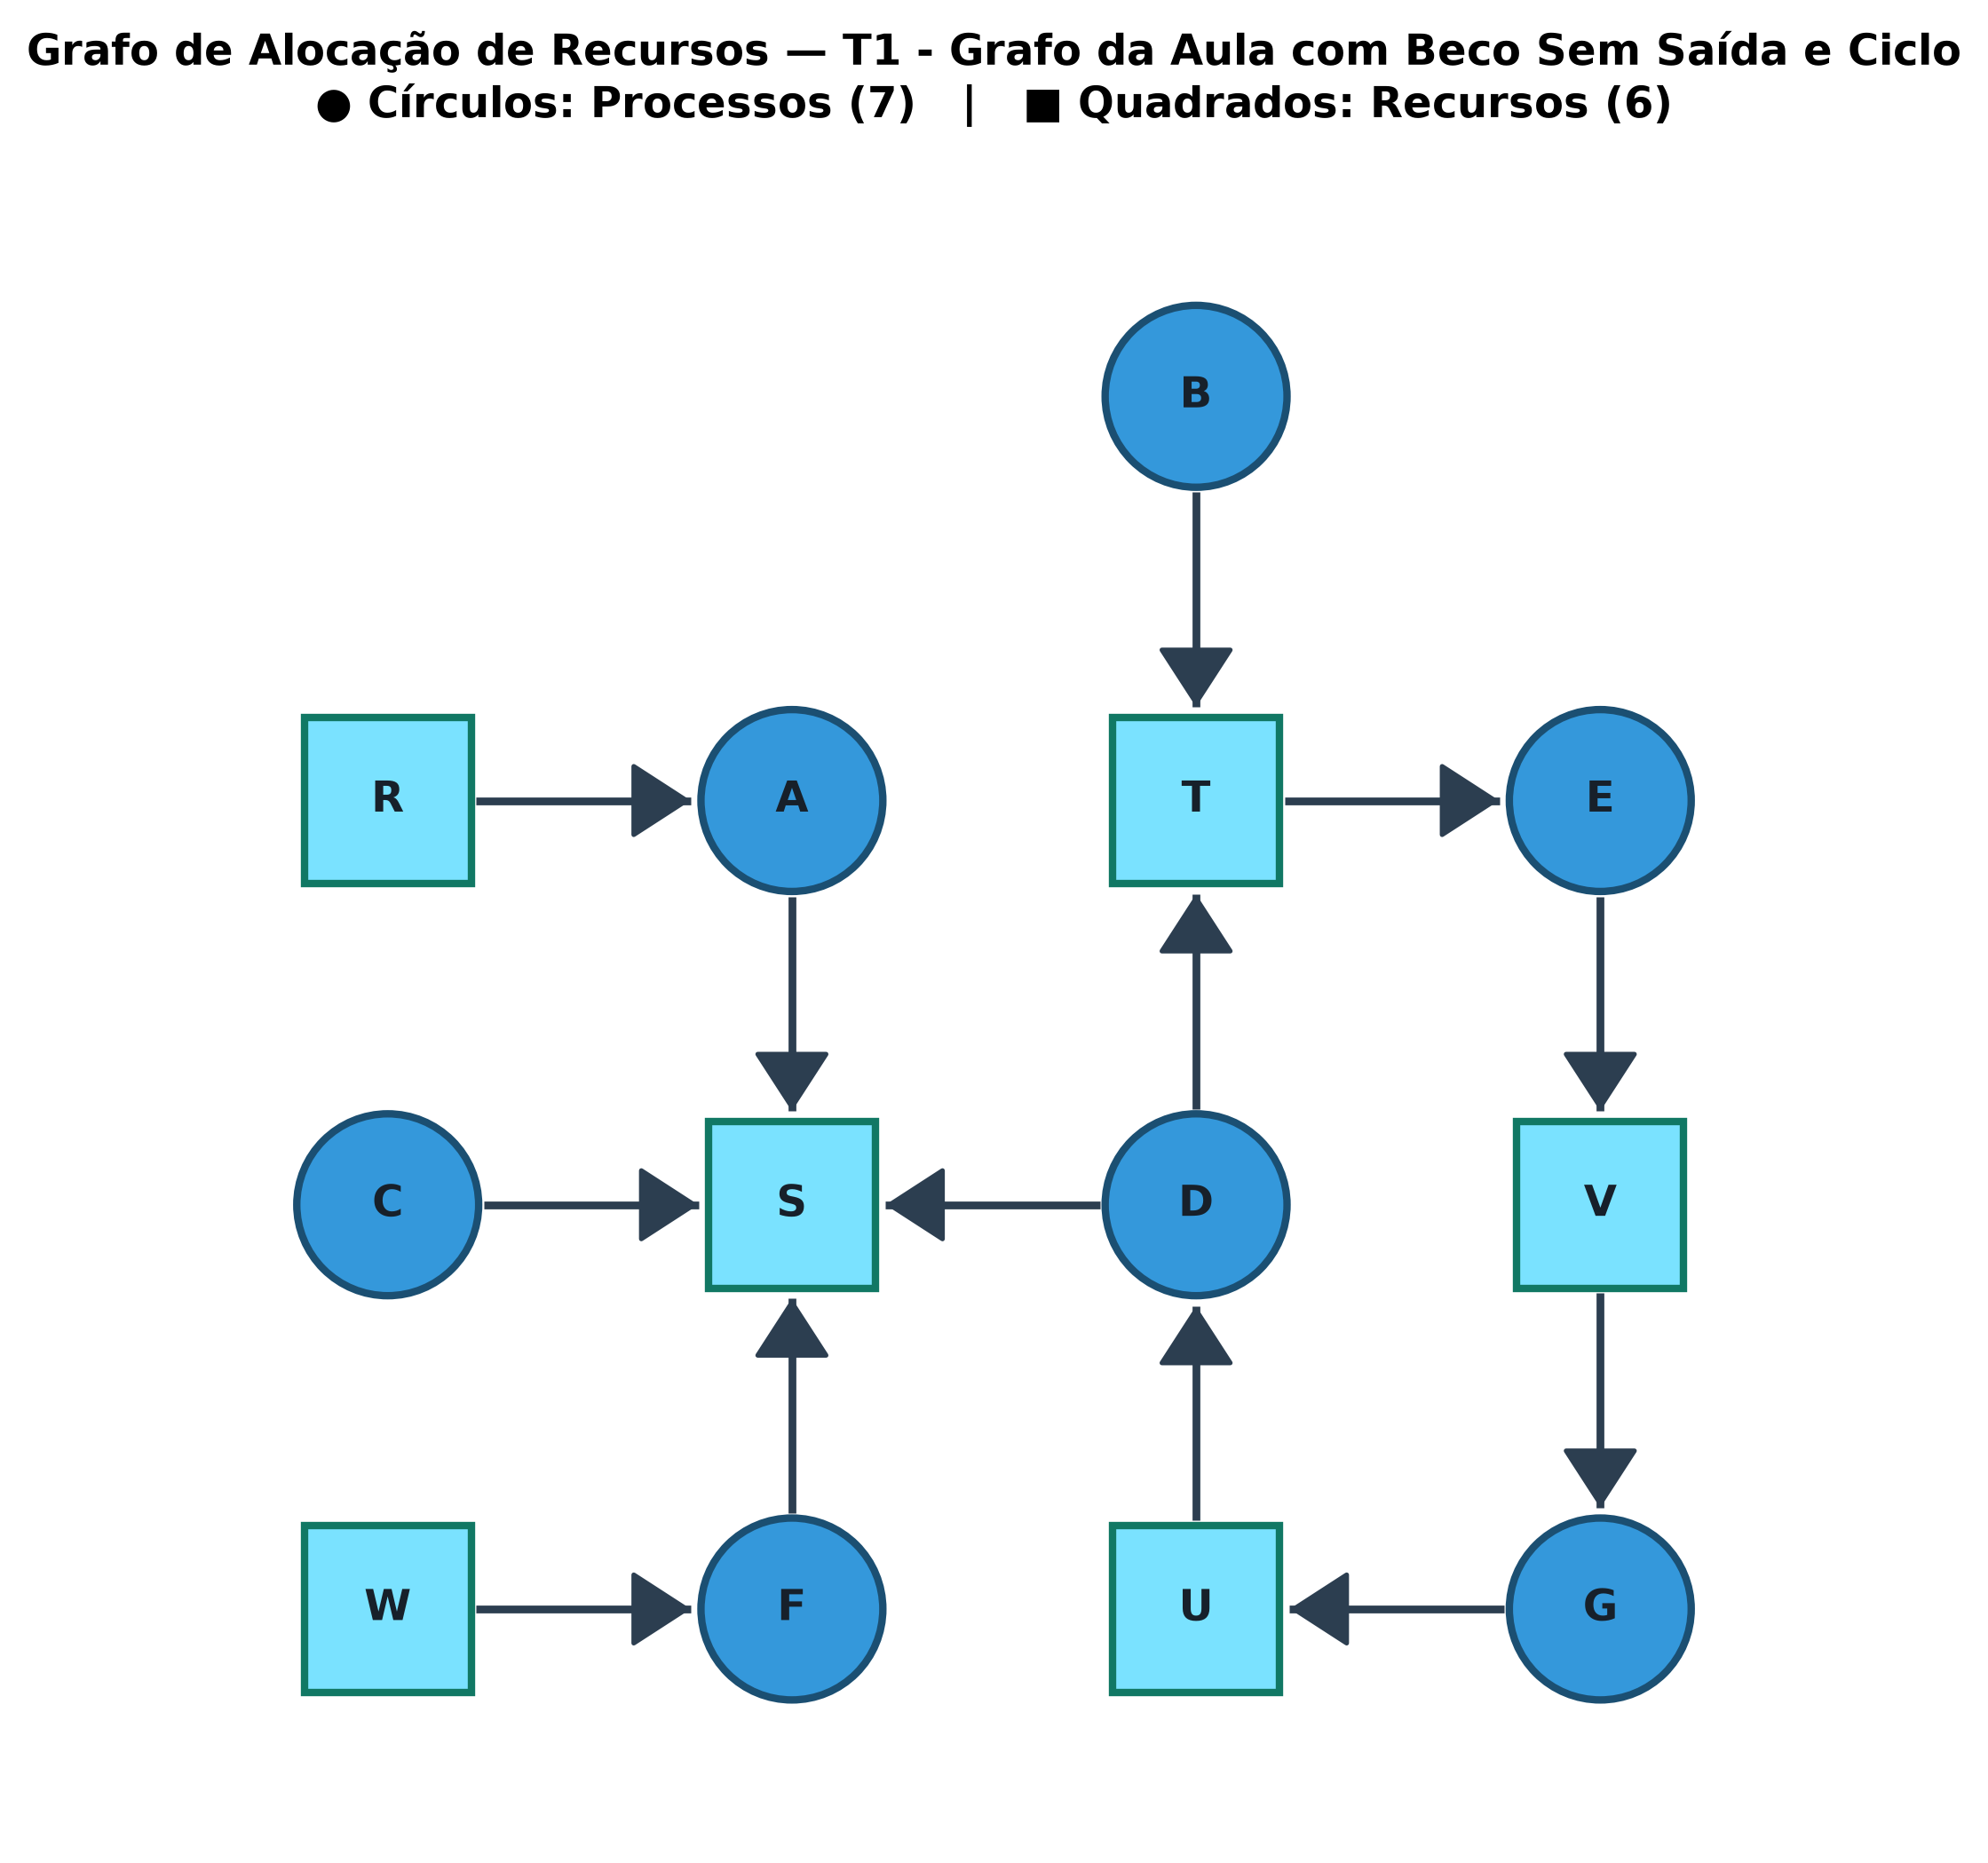 Grafo de Alocação de Recursos — T1 - Grafo da Aula com Beco Sem Saída e Ciclo
● Círculos: Processos (7) | ■ Quadrados: Recursos (6)
B
R A T E
C S D V
W F U G